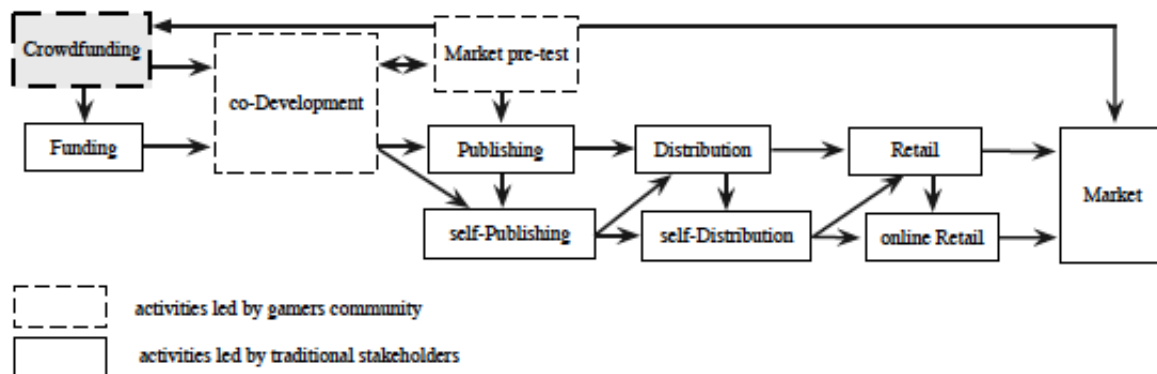 Crowdfunding
Market pre-test
co-Development
Funding
Publishing
Distribution
Retail
Market
self-Publishing
self-Distribution
online Retail
activities led by gamers community
activities led by traditional stakeholders